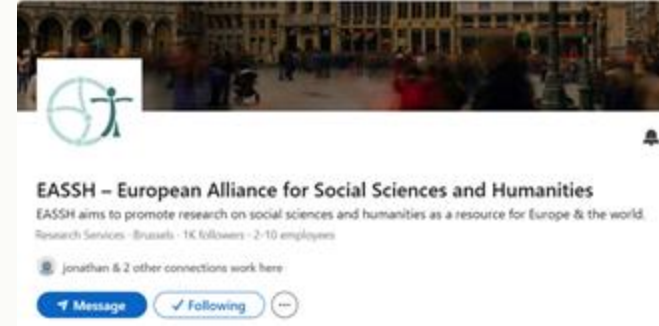 EASSH – European Alliance for Social Sciences and Humanities
EASSH aims to promote research on social sciences and humanities as a resource for Europe & the world.
Research Services · Brussels · 1K followers · 2-10 employees
Jonathan & 2 other connections work here
Message
Following